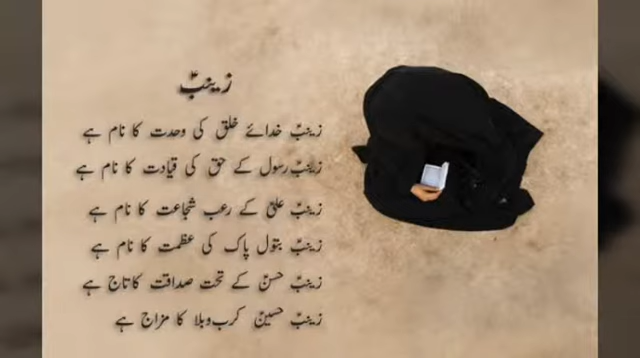 زینبؑ
زینبؑ خدائے خلق کی وحدت کا نام ہے
زینبؑ رسول کے حق کی قیادت کا نام ہے
زینبؑ علیؑ کے رعب شجاعت کا نام ہے
زینبؑ بتول پاک کی عظمت کا نام ہے
زینبؑ حسنؑ کے تحت صداقت کا تاج ہے
زینبؑ حسینؑ کرب وبلا کا مزاج ہے